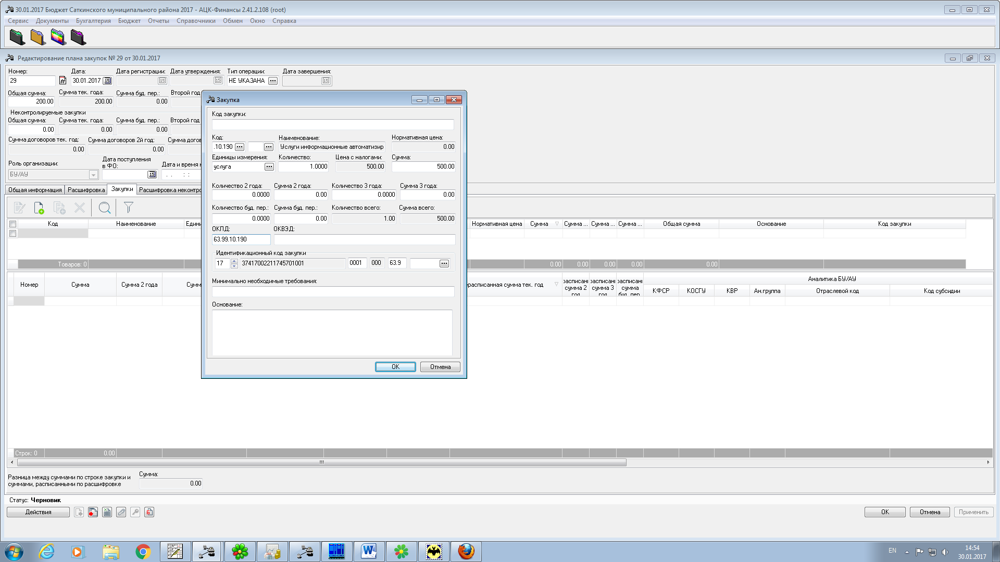 30.01.2017 Бюджет Саткинского муниципального района 2017 - АЦК-Финансы 2.41.2.108 (root)
Сервис Документы Бухгалтерия Бюджет Отчеты Справочники Обмен Окно Справка
Редактирование плана закупок № 29 от 30.01.2017
Номер: Дата: Дата регистрации: Дата утверждения: Тип операции: Дата завершения:
29 30.01.2017 15 15 15 НЕ УКАЗАНА ... 15
Общая сумма: Сумма тек. года: Сумма буд. пер.: Второй год
200.00 200.00 0.00
Неконтролируемые закупки
Общая сумма: Сумма тек. года: Сумма буд. пер.: Второй год
0.00 0.00 0.00
Сумма договоров тек. год: Сумма договоров 2й год: Сумма догов
0.00 0.00
Роль организации: Дата поступления в ФО: Дата и время н
БУ/АУ 15 . . : :
Общая информация Расшифровка Закупки Расшифровка неконтро
Закупка
Код закупки:
Код: Наименование: Нормативная цена:
.10.190 ... ... Услуги информационные автоматизир 0.00
Единицы измерения: Количество: Цена с налогами: Сумма:
услуга ... 1.0000 500.00 500.00
Количество 2 года: Сумма 2 года: Количество 3 года: Сумма 3 года:
0.0000 0.00 0.0000 0.00
Количество буд. пер.: Сумма буд. пер.: Количество всего: Сумма всего:
0.0000 0.00 1.00 500.00
ОКПД: ОКВЭД:
63.99.10.190
Идентификационный код закупки
17 37417002211745701001 0001 000 63.9 ...
Минимально необходимые требования:
Основание:
OK Отмена
Код Наименование Едини Нормативная цена Сумма Сумма ... Сумма ... Сумма ... Общая сумма Основание Код закупки
Товаров: 0 0.00 0.00 0.00 0.00 0.00
Номер Сумма Сумма 2 года Сумм ерасписанная сумма тек. год расписанн сумма 2 год расписанн сумма 3 год расписанн сумма буд. пер. Аналитика БУ/АУ
КФСР КОСГУ КВР Ан.группа Отраслевой код Код субсидии
Строк: 0 0.00
Разница между суммами по строке закупки и Сумма:
суммами, расписанными по расшифровке 0.00
Статус: Черновик
Действия OK Отмена Применить
EN 14:54
30.01.2017